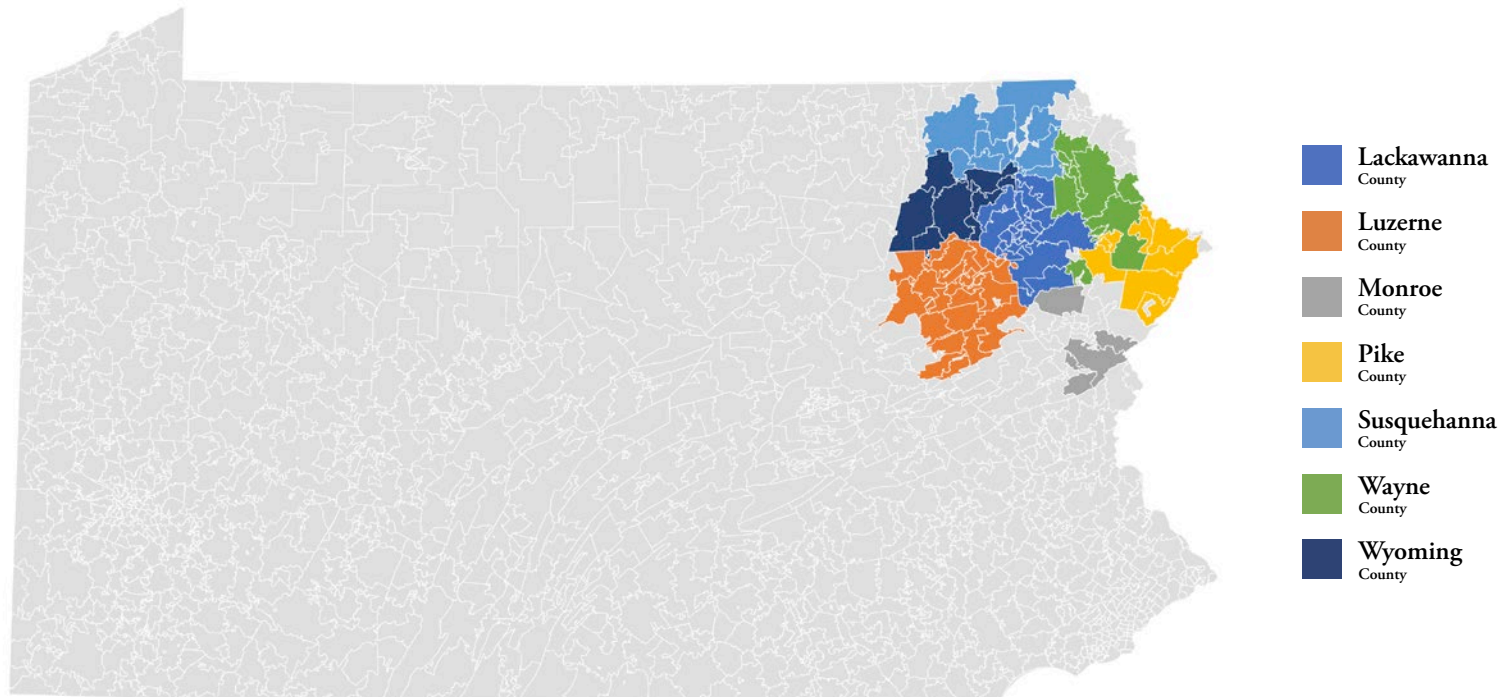 Lackawanna
County
Luzerne
County
Monroe
County
Pike
County
Susquehanna
County
Wayne
County
Wyoming
County